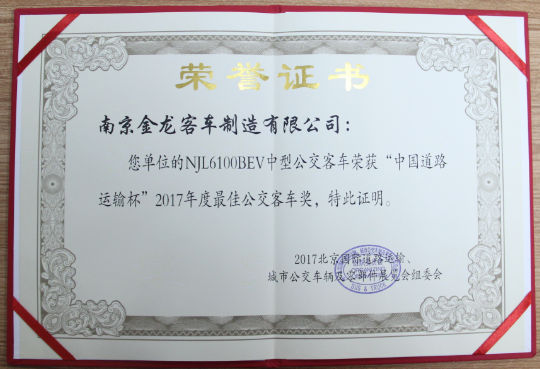 荣誉证书
南京金龙客车制造有限公司：
您单位的NJL6100BEV中型公交客车荣获“中国道路
运输杯”2017年度最佳公交客车奖，特此证明。
2017北京国际道路运输、
城市公交车辆及零部件展览会组委会
BUS & TRUCK